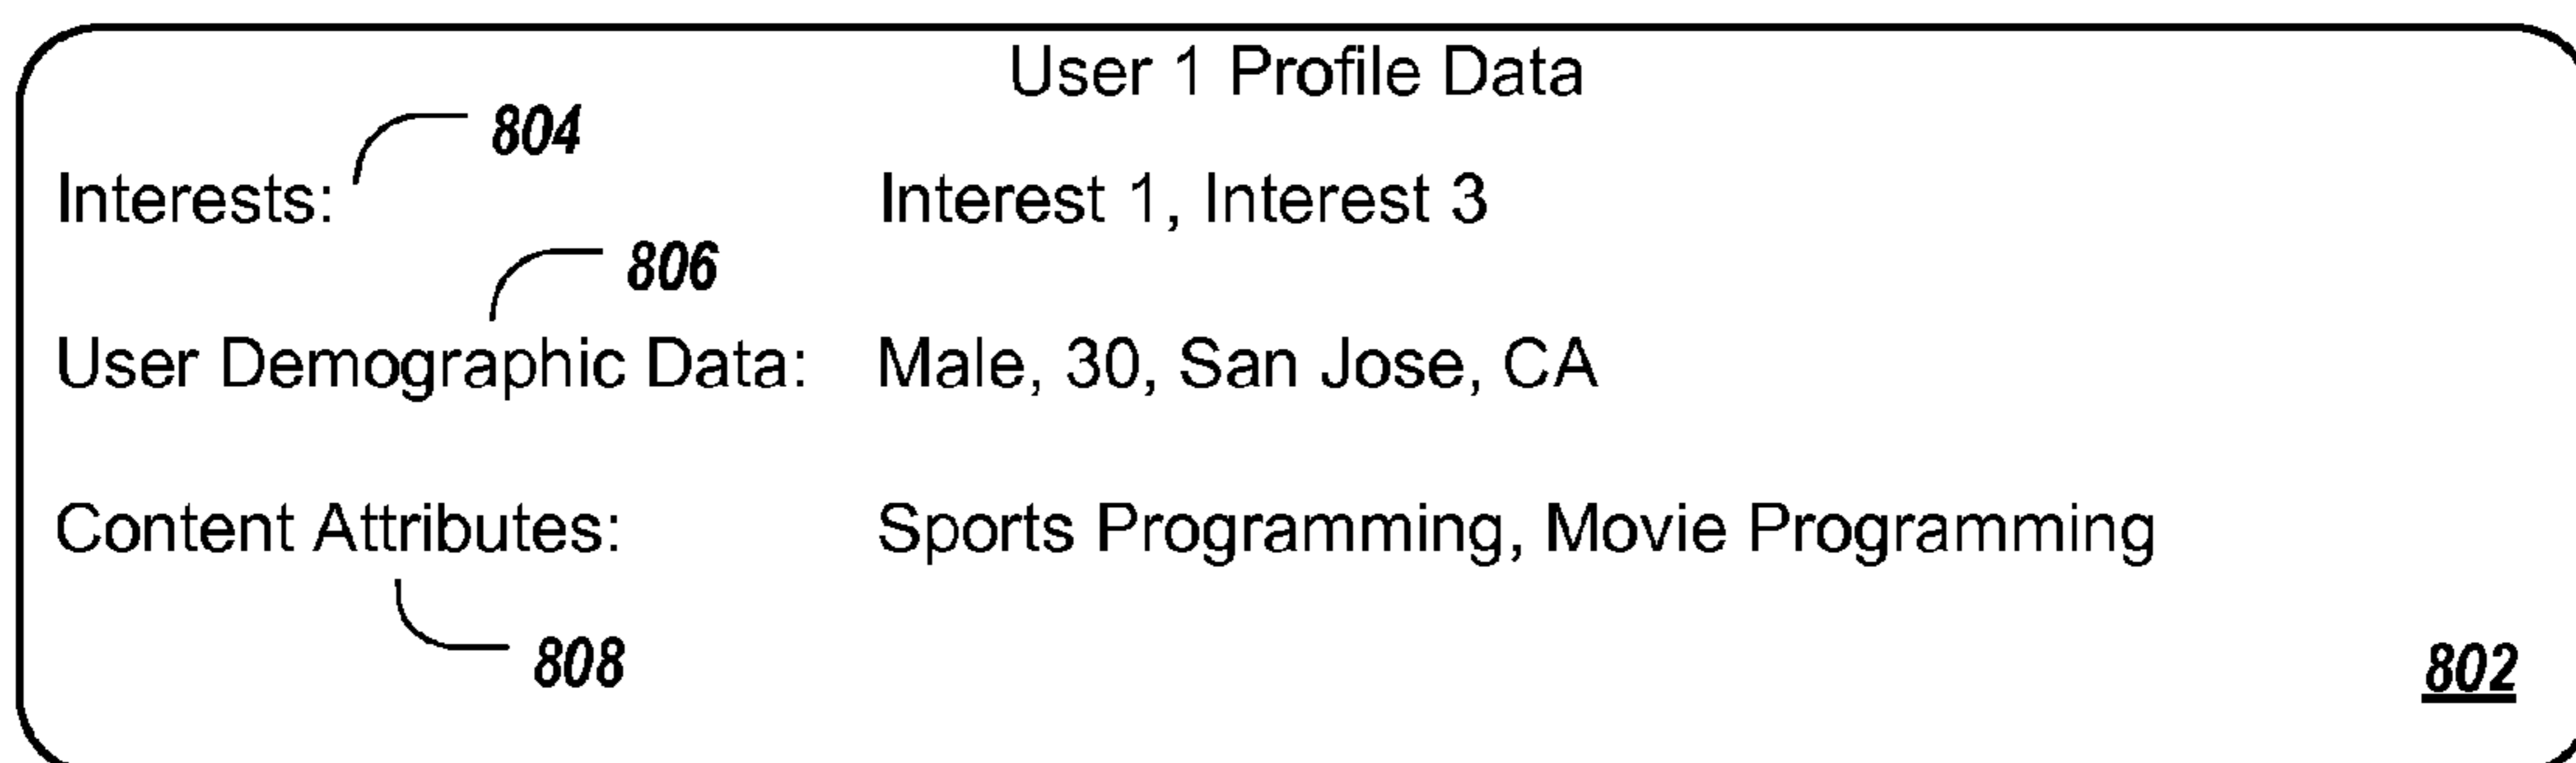 User 1 Profile Data
804
Interests: Interest 1, Interest 3
806
User Demographic Data: Male, 30, San Jose, CA
Content Attributes: Sports Programming, Movie Programming
808
802